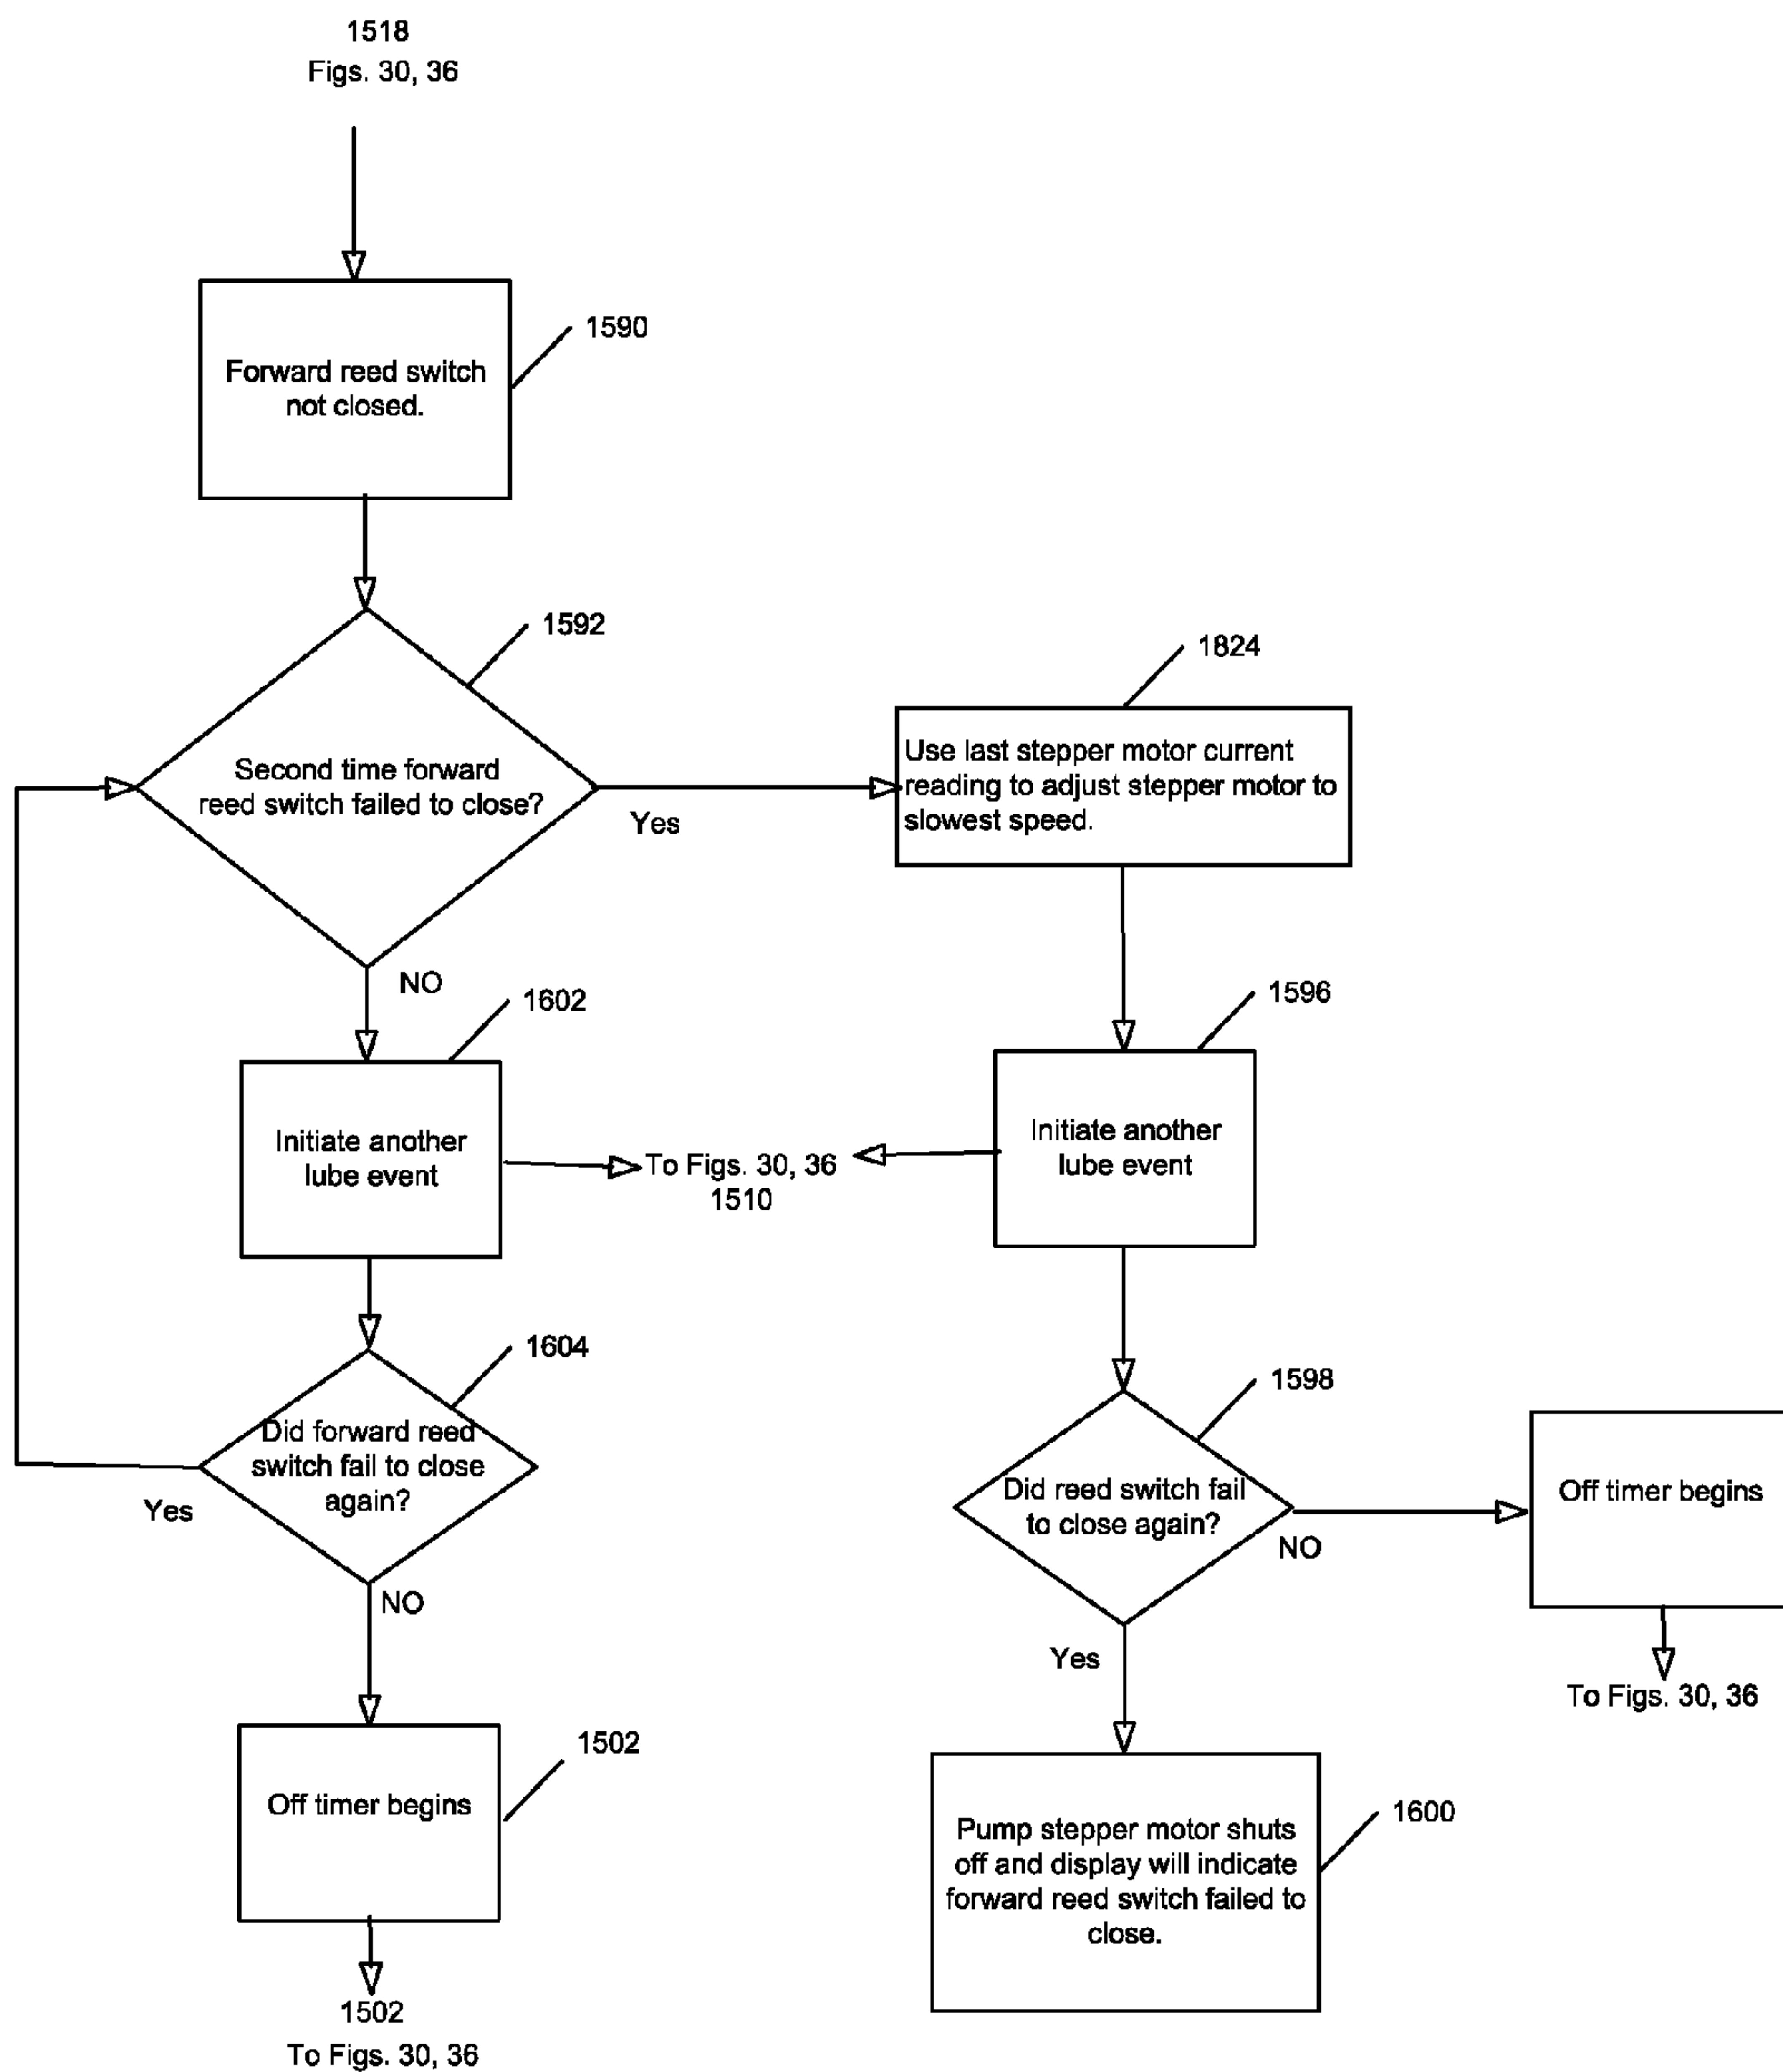 1518
Figs. 30, 36
1590
Forward reed switch
not closed.
1592
Second time forward
reed switch failed to close?
Yes
NO
1824
Use last stepper motor current
reading to adjust stepper motor to
slowest speed.
1602
Initiate another
lube event
To Figs. 30, 36
1510
1596
Initiate another
lube event
1604
Did forward reed
switch fail to close
again?
Yes
NO
1598
Did reed switch fail
to close again?
NO
Yes
Off timer begins
To Figs. 30, 36
1502
Off timer begins
1502
To Figs. 30, 36
1600
Pump stepper motor shuts
off and display will indicate
forward reed switch failed to
close.